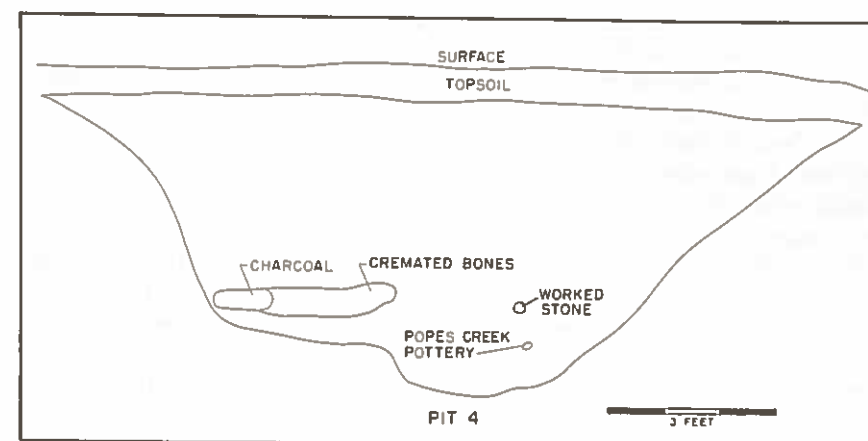 SURFACE
TOPSOIL
CHARCOAL
CREMATED BONES
WORKED
STONE
POPES CREEK
POTTERY
PIT 4
3 FEET